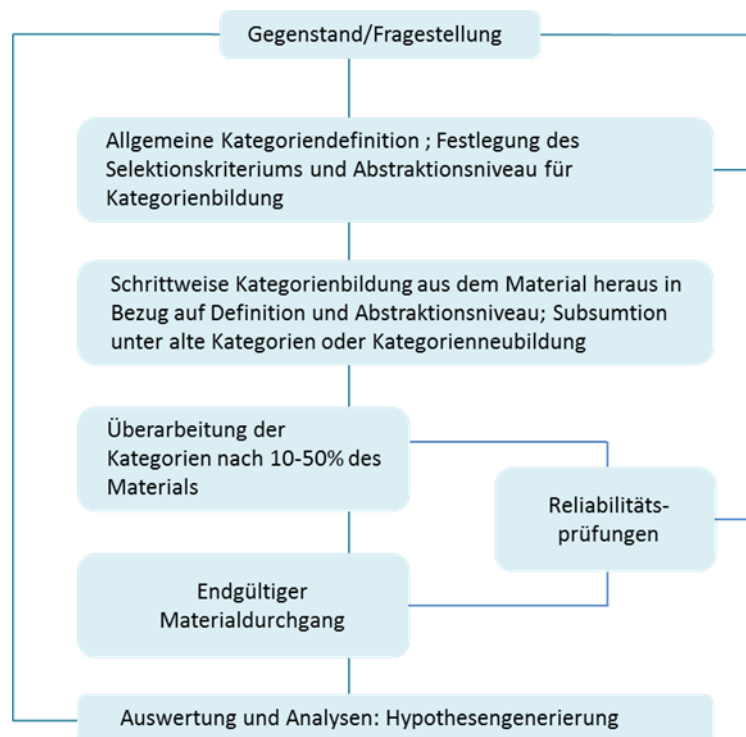 Gegenstand/Fragestellung
Allgemeine Kategoriendefinition ; Festlegung des
Selektionskriteriums und Abstraktionsniveau für
Kategorienbildung
Schrittweise Kategorienbildung aus dem Material heraus in
Bezug auf Definition und Abstraktionsniveau; Subsumtion
unter alte Kategorien oder Kategorienneubildung
Überarbeitung der
Kategorien nach 10-50% des
Materials
Reliabilitäts-
prüfungen
Endgültiger
Materialdurchgang
Auswertung und Analysen: Hypothesengenerierung